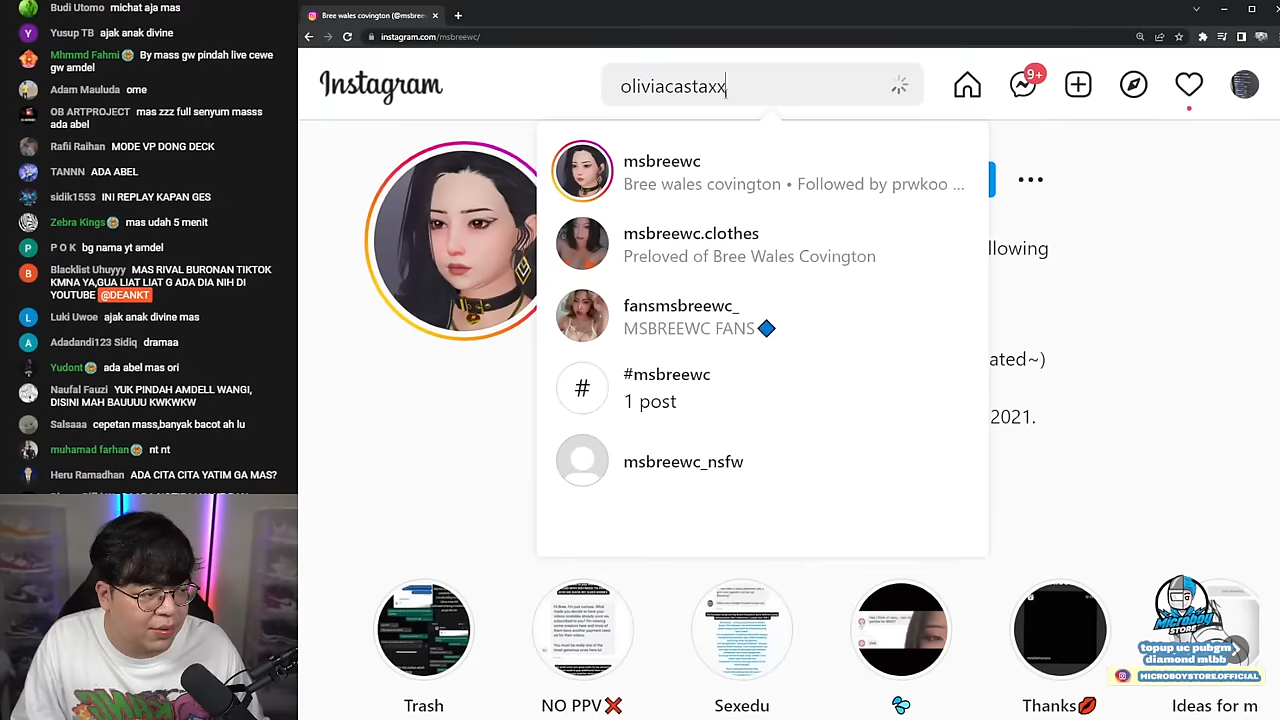 Budi Utomo michat aja mas
Yusup TB ajak anak divine
Mhmmd Fahmi By mass gw pindah live cewe
gw amdel
Adam Mauluda ome
OB ARTPROJECT mas zzz full senyum masss
ada abel
Rafii Raihan MODE VP DONG DECK
TANNN ADA ABEL
sidik1535 INI REPLAY KAPAN GES
Zebra Kings mas udah 5 menit
P O K bg nama yt amdel
Blacklist Uhuyyy MAS RIVAL BURONAN TIKTOK
KMNA YA,GUA LIAT LIAT G ADA DIA NIH DI
YOUTUBE @DEANKT
Luki Uwoe ajak anak divine mas
Adadandi123 Sidiq dramaa
Yudont ada abel mas ori
Naufal Fauzi YUK PINDAH AMDELL WANGI,
DISINI MAH BAUUUU KWKWKW
Salsaaa cepetan mass,banyak bacot ah lu
muhamad farhan nt nt
Heru Ramadhan ADA CITA CITA YATIM GA MAS?
Bree wales covington (@msbree
instagram.com/msbreewc/
Instagram
oliviacastaxx
9+
msbreewc
Bree wales covington • Followed by prwkoo ...
msbreewc.clothes
Preloved of Bree Wales Covington
fansmsbreewc_
MSBREEWC FANS
#
#msbreewc
1 post
msbreewc_nsfw
llowing
ated~)
2021.
Trash
NO PPV
Sexedu
Thanks
Ideas for m
diamond mlbb
MICROBOYSTORE.OFFICIAL